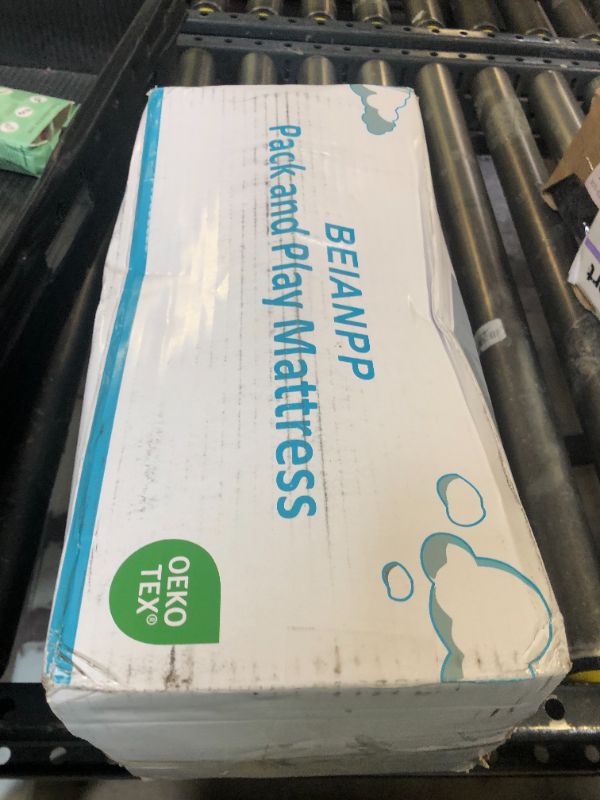 BEIANPP
Pack and Play Mattress
OEKO
TEX®